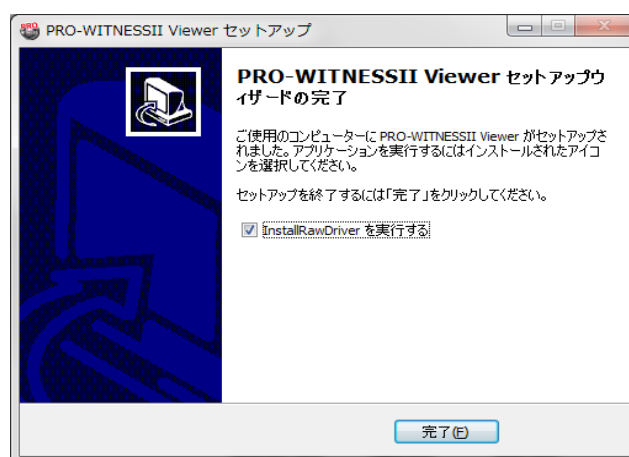 PRO-WITNESSII Viewer セットアップ
PRO-WITNESSII Viewer セットアップウ
ィザードの完了
ご使用のコンピューターに PRO-WITNESSII Viewer がセットアップさ
れました。アプリケーションを実行するにはインストールされたアイコ
ンを選択してください。
セットアップを終了するには「完了」をクリックしてください。
InstallRawDriver を実行する
完了(F)